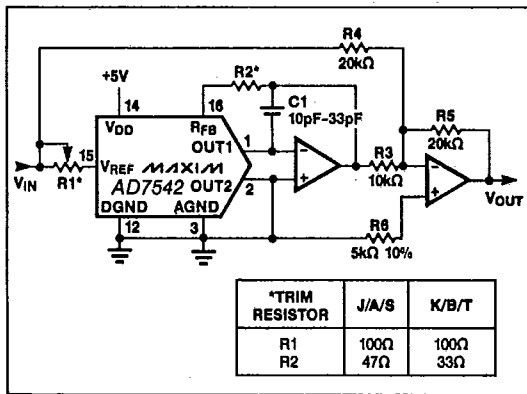 R4
20kΩ
+5V
14
16
R2*
C1
10pF-33pF
R5
20kΩ
VDD
RFB
OUT1
1
VIN
R1*
15
VREF
MAXIM
AD7542
OUT2
2
R3
10kΩ
VOUT
DGND
AGND
12
3
R6
5kΩ 10%
*TRIM RESISTOR J/A/S K/B/T
R1 100Ω 100Ω
R2 47Ω 33Ω